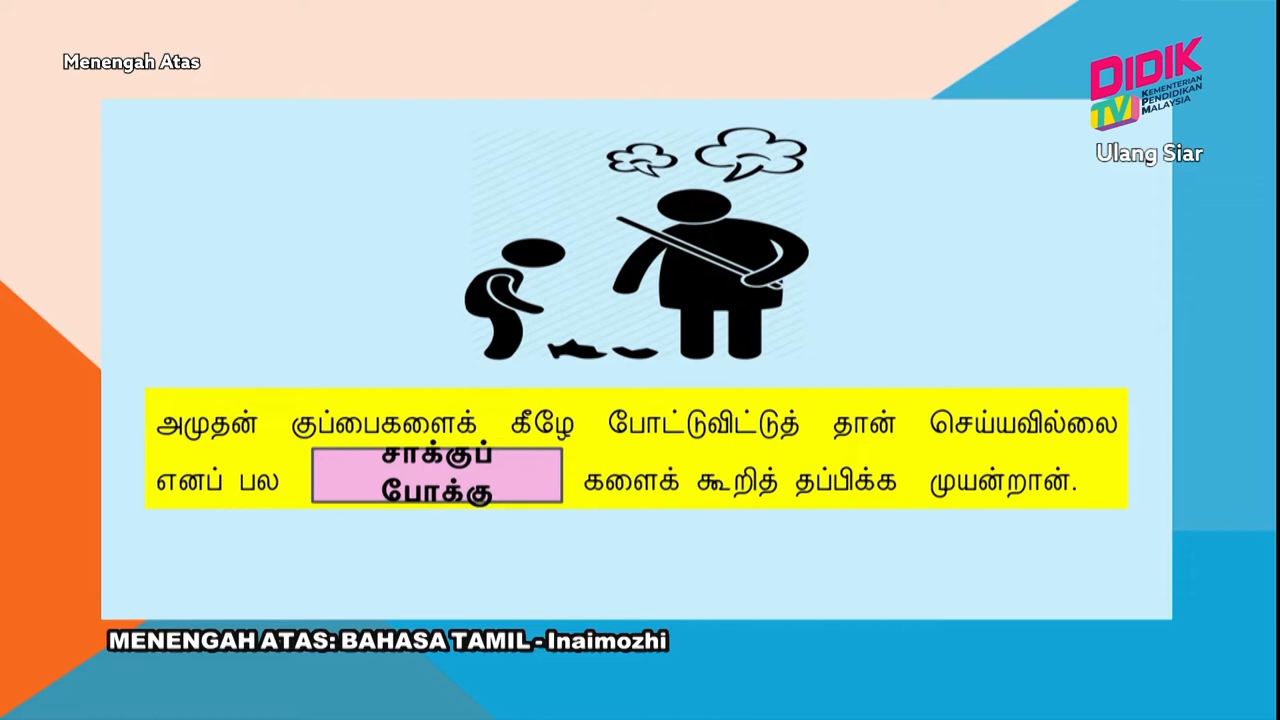 Menengah Atas
DIDIK
TV
KEMENTERIAN
PENDIDIKAN
MALAYSIA
Ulang Siar
அமுதன் குப்பைகளைக் கீழே போட்டுவிட்டுத் தான் செய்யவில்லை
எனப் பல சாக்குப் போக்கு களைக் கூறித் தப்பிக்க முயன்றான்.
MENENGAH ATAS: BAHASA TAMIL - Inaimozhi